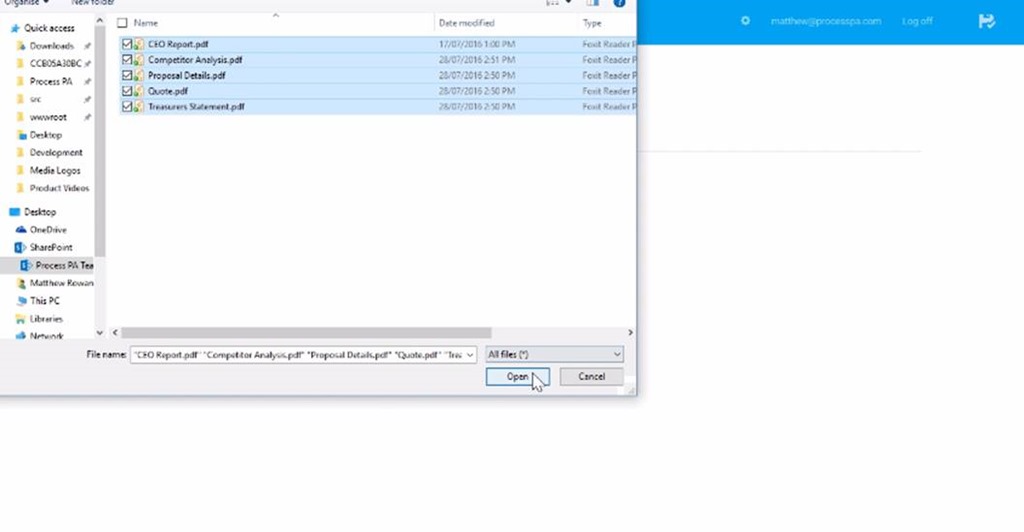 Organise New folder
matthew@processpa.com Log off
Name Date modified Type
Quick access
Downloads
CCB05A30BC
Process PA
src
wwwroot
Desktop
Development
Media Logos
Product Videos
Desktop
OneDrive
SharePoint
Process PA Tea
Matthew Rowan
This PC
Libraries
Network
CEO Report.pdf 17/07/2016 1:00 PM Foxit Reader P
Competitor Analysis.pdf 28/07/2016 2:51 PM Foxit Reader P
Proposal Details.pdf 28/07/2016 2:50 PM Foxit Reader P
Quote.pdf 28/07/2016 2:50 PM Foxit Reader P
Treasurers Statement.pdf 28/07/2016 2:50 PM Foxit Reader P
File name: "CEO Report.pdf" "Competitor Analysis.pdf" "Proposal Details.pdf" "Quote.pdf" "Trea All files (*)
Open Cancel